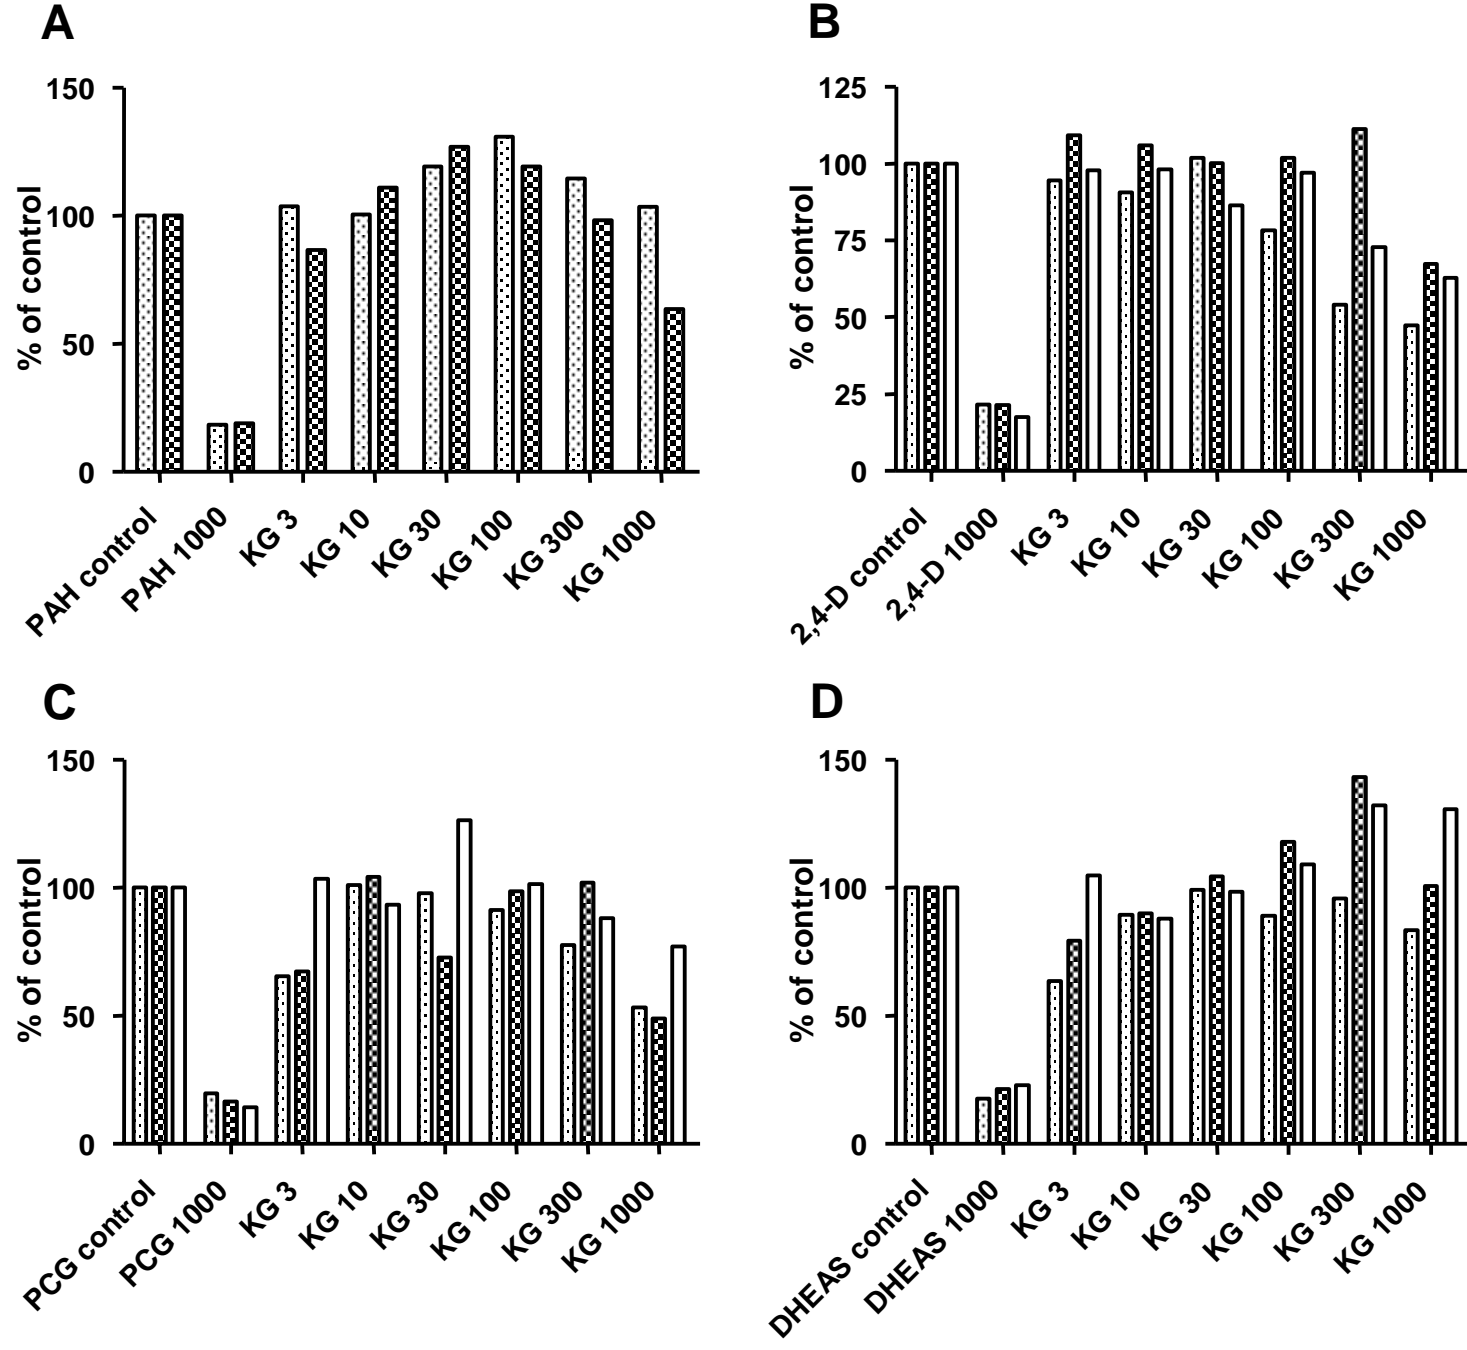 A
150
100
50
0
% of control
PAH control
PAH 1000
KG 3
KG 10
KG 30
KG 100
KG 300
KG 1000
B
125
100
75
50
25
0
% of control
2,4-D control
2,4-D 1000
KG 3
KG 10
KG 30
KG 100
KG 300
KG 1000
C
150
100
50
0
% of control
PCG control
PCG 1000
KG 3
KG 10
KG 30
KG 100
KG 300
KG 1000
D
150
100
50
0
% of control
DHEAS control
DHEAS 1000
KG 3
KG 10
KG 30
KG 100
KG 300
KG 1000